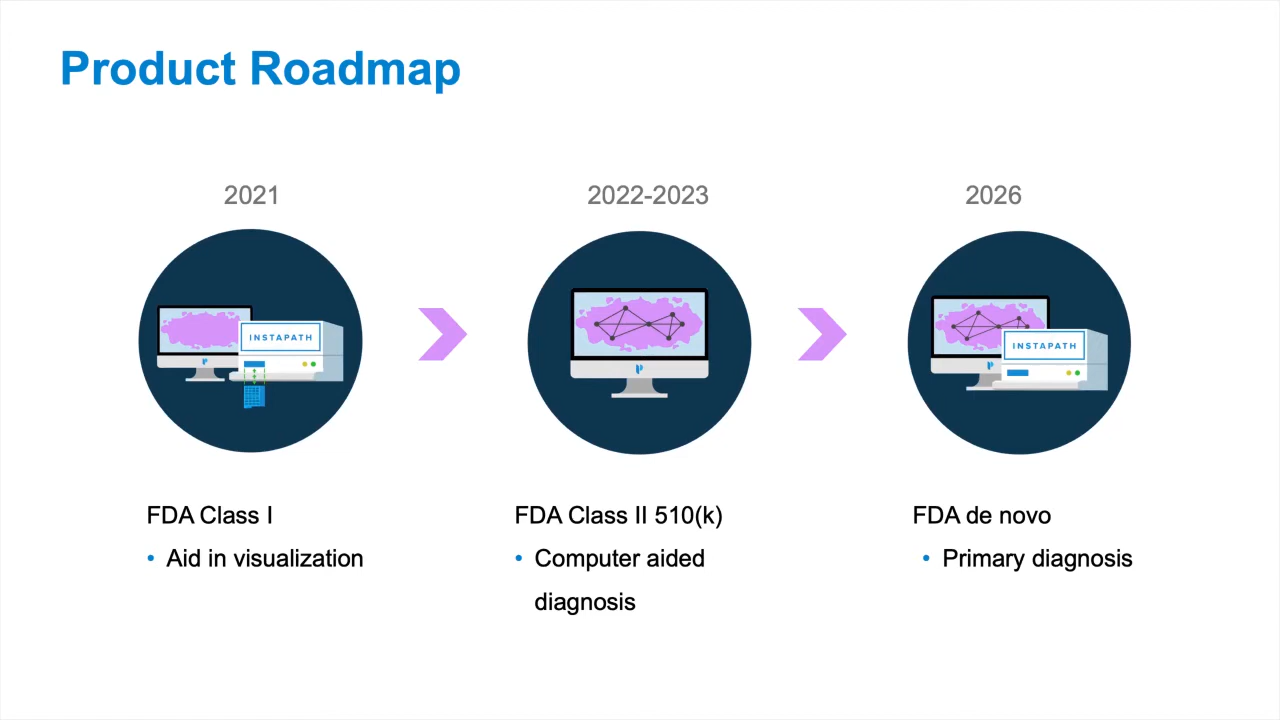 Product Roadmap
2021
2022-2023
2026
INSTAPATH
INSTAPATH
FDA Class I
• Aid in visualization
FDA Class II 510(k)
• Computer aided
diagnosis
FDA de novo
• Primary diagnosis